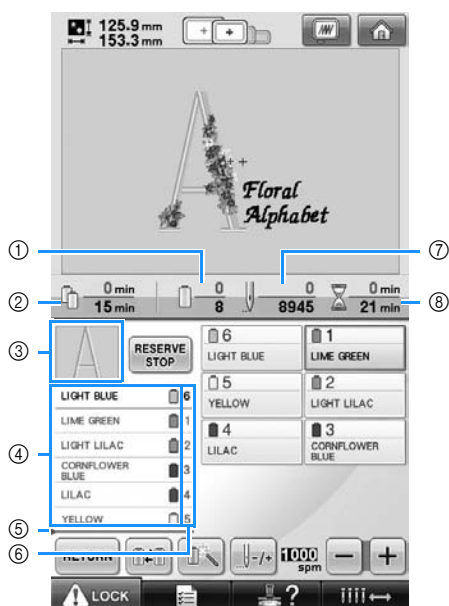 125.9 mm
153.3 mm
Floral
Alphabet
① ⑦
0 min 0 0 0 min
② 15 min 8 8945 21 min ⑧
③
RESERVE
STOP
6 LIGHT BLUE
1 LIME GREEN
5 YELLOW
2 LIGHT LILAC
4 LILAC
3 CORNFLOWER
BLUE
④
LIGHT BLUE 6
LIME GREEN 1
LIGHT LILAC 2
CORNFLOWER
BLUE 3
LILAC 4
YELLOW 5
⑤
⑥
RETURN
-/+
1000
spm
− +
LOCK
?